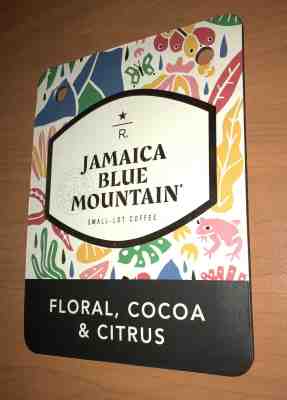 R.
JAMAICA
BLUE
MOUNTAIN®
SMALL-LOT COFFEE
FLORAL, COCOA
& CITRUS